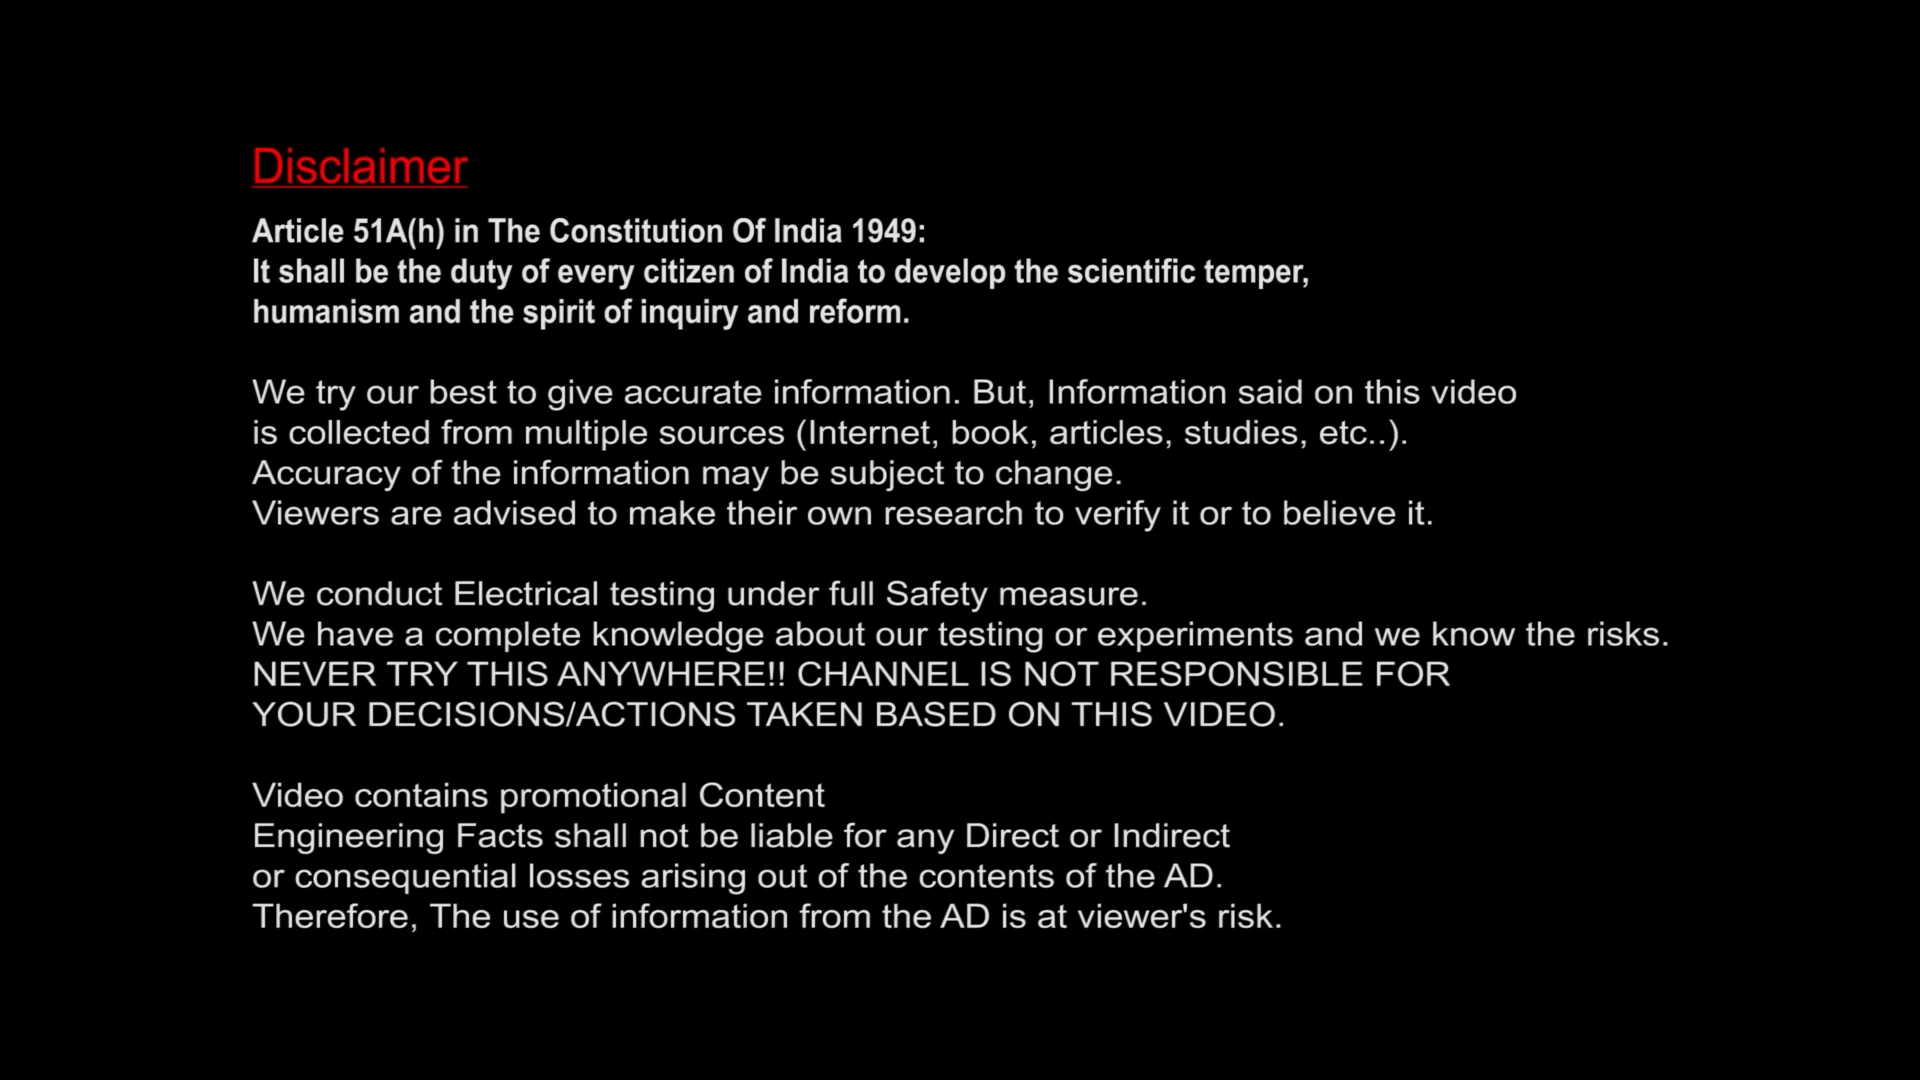 Disclaimer
Article 51A(h) in The Constitution Of India 1949:
It shall be the duty of every citizen of India to develop the scientific temper,
humanism and the spirit of inquiry and reform.
We try our best to give accurate information. But, Information said on this video
is collected from multiple sources (Internet, book, articles, studies, etc..).
Accuracy of the information may be subject to change.
Viewers are advised to make their own research to verify it or to believe it.
We conduct Electrical testing under full Safety measure.
We have a complete knowledge about our testing or experiments and we know the risks.
NEVER TRY THIS ANYWHERE!! CHANNEL IS NOT RESPONSIBLE FOR
YOUR DECISIONS/ACTIONS TAKEN BASED ON THIS VIDEO.
Video contains promotional Content
Engineering Facts shall not be liable for any Direct or Indirect
or consequential losses arising out of the contents of the AD.
Therefore, The use of information from the AD is at viewer's risk.